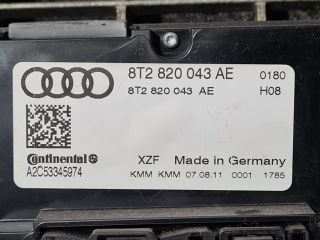 8T2 820 043 AE 0180
8T2 820 043 AE H08
Continental
XZF Made in Germany
A2C53345974
KMM KMM 07.08.11 0001 1785